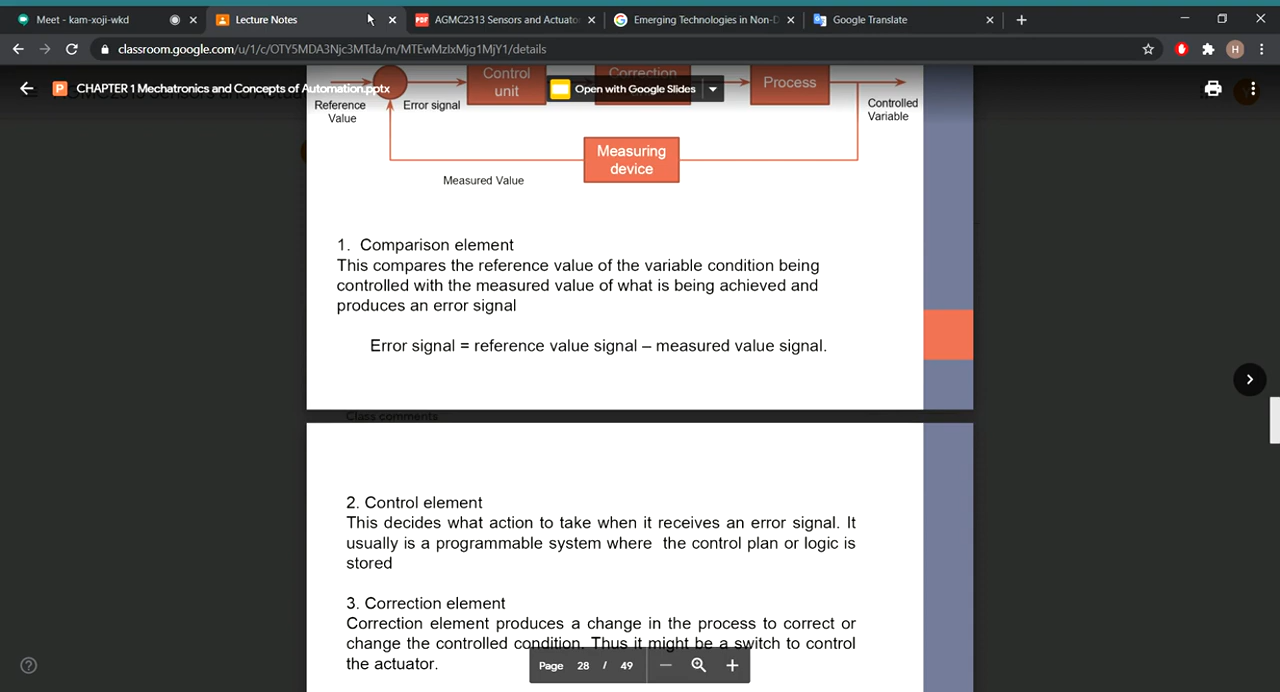 Meet - kam-xoji-wkd
Lecture Notes
AGMC2313 Sensors and Actuato
Emerging Technologies in Non-D
Google Translate
classroom.google.com/u/1/c/OTY5MDA3Njc3MTda/m/MTEwMzIxMjg1MjY1/details
H
P CHAPTER 1 Mechatronics and Concepts of Automation.pptx
Open with Google Slides
Control
unit
Correction
Process
Reference
Value
Error signal
Controlled
Variable
Measuring
device
Measured Value
1. Comparison element
This compares the reference value of the variable condition being
controlled with the measured value of what is being achieved and
produces an error signal
Error signal = reference value signal – measured value signal.
Class comments
2. Control element
This decides what action to take when it receives an error signal. It
usually is a programmable system where the control plan or logic is
stored
3. Correction element
Correction element produces a change in the process to correct or
change the controlled condition. Thus it might be a switch to control
the actuator.
Page 28 / 49